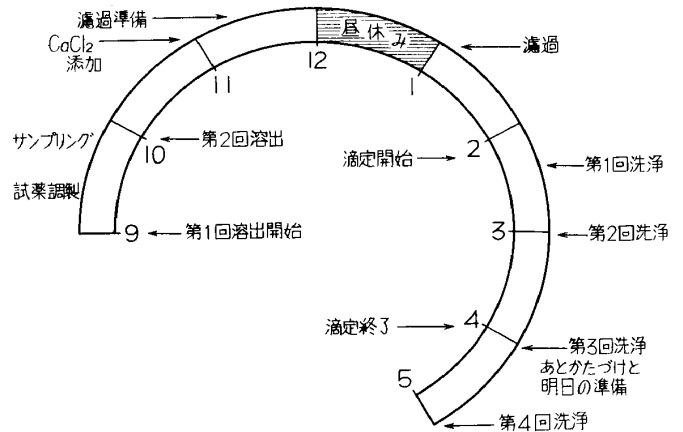 濾過準備
CaCl2
添加
サンプリング
試薬調製
9
第1回溶出開始
10
第2回溶出
11
12
昼休み
1
濾過
2
滴定開始
第1回洗浄
3
第2回洗浄
4
滴定終了
第3回洗浄
あとかたづけと
明日の準備
5
第4回洗浄